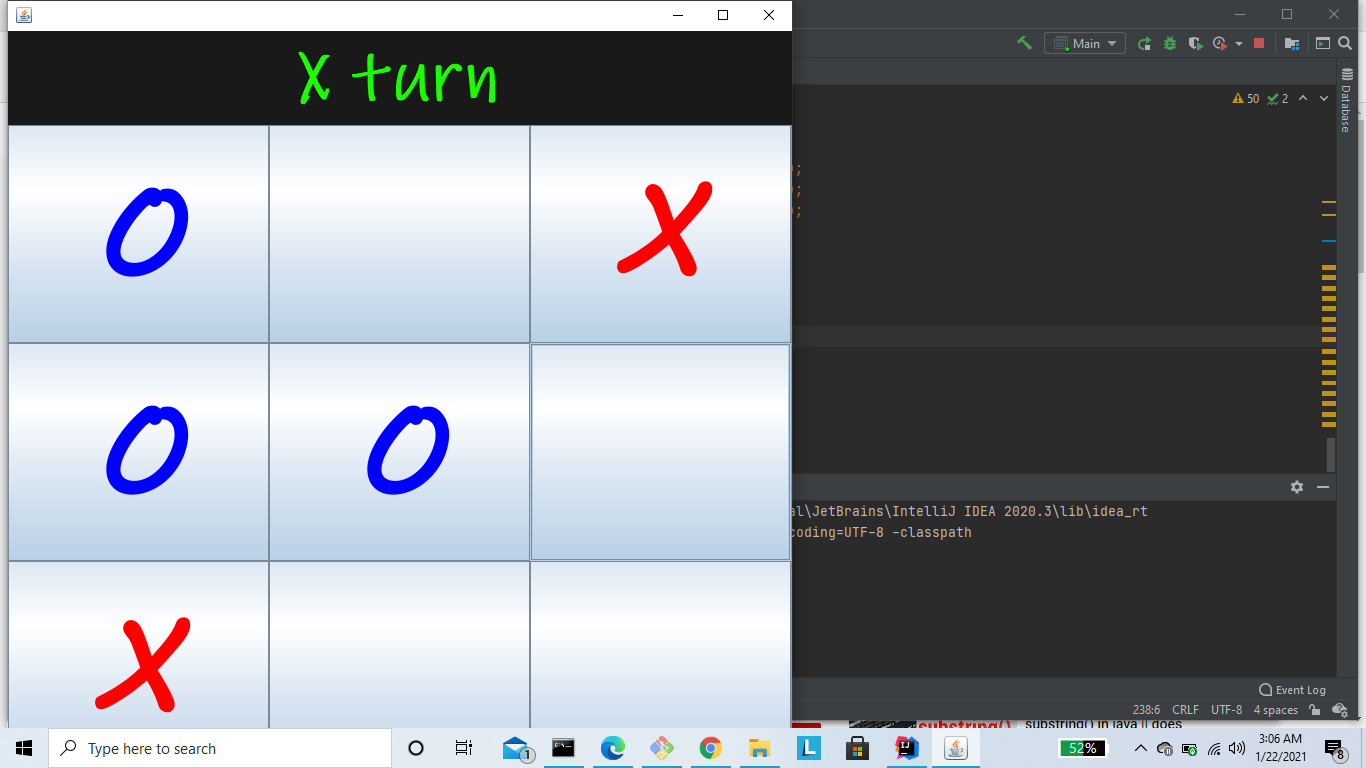 X turn
O X
O O
X
Main
50 2
Database
);
);
);
al\JetBrains\IntelliJ IDEA 2020.3\lib\idea_rt
coding=UTF-8 -classpath
Event Log
238:6 CRLF UTF-8 4 spaces
substring() substring() in java || does
Type here to search
1
L
IJ
52%
3:06 AM
1/22/2021
8